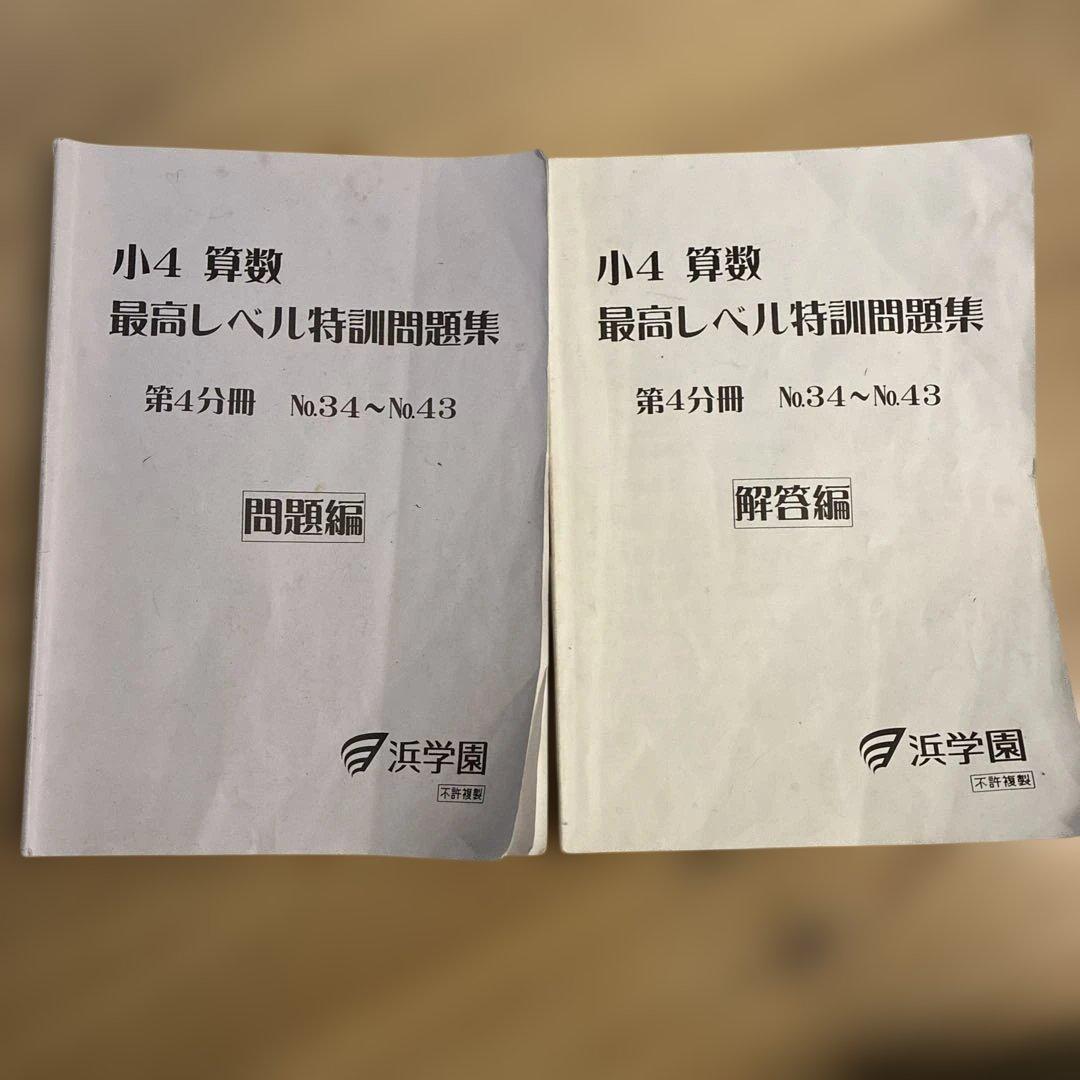 小4 算数
最高レベル特訓問題集
第4分冊 No.34～No.43
問題編
浜学園
不許複製
小4 算数
最高レベル特訓問題集
第4分冊 No.34～No.43
解答編
浜学園
不許複製